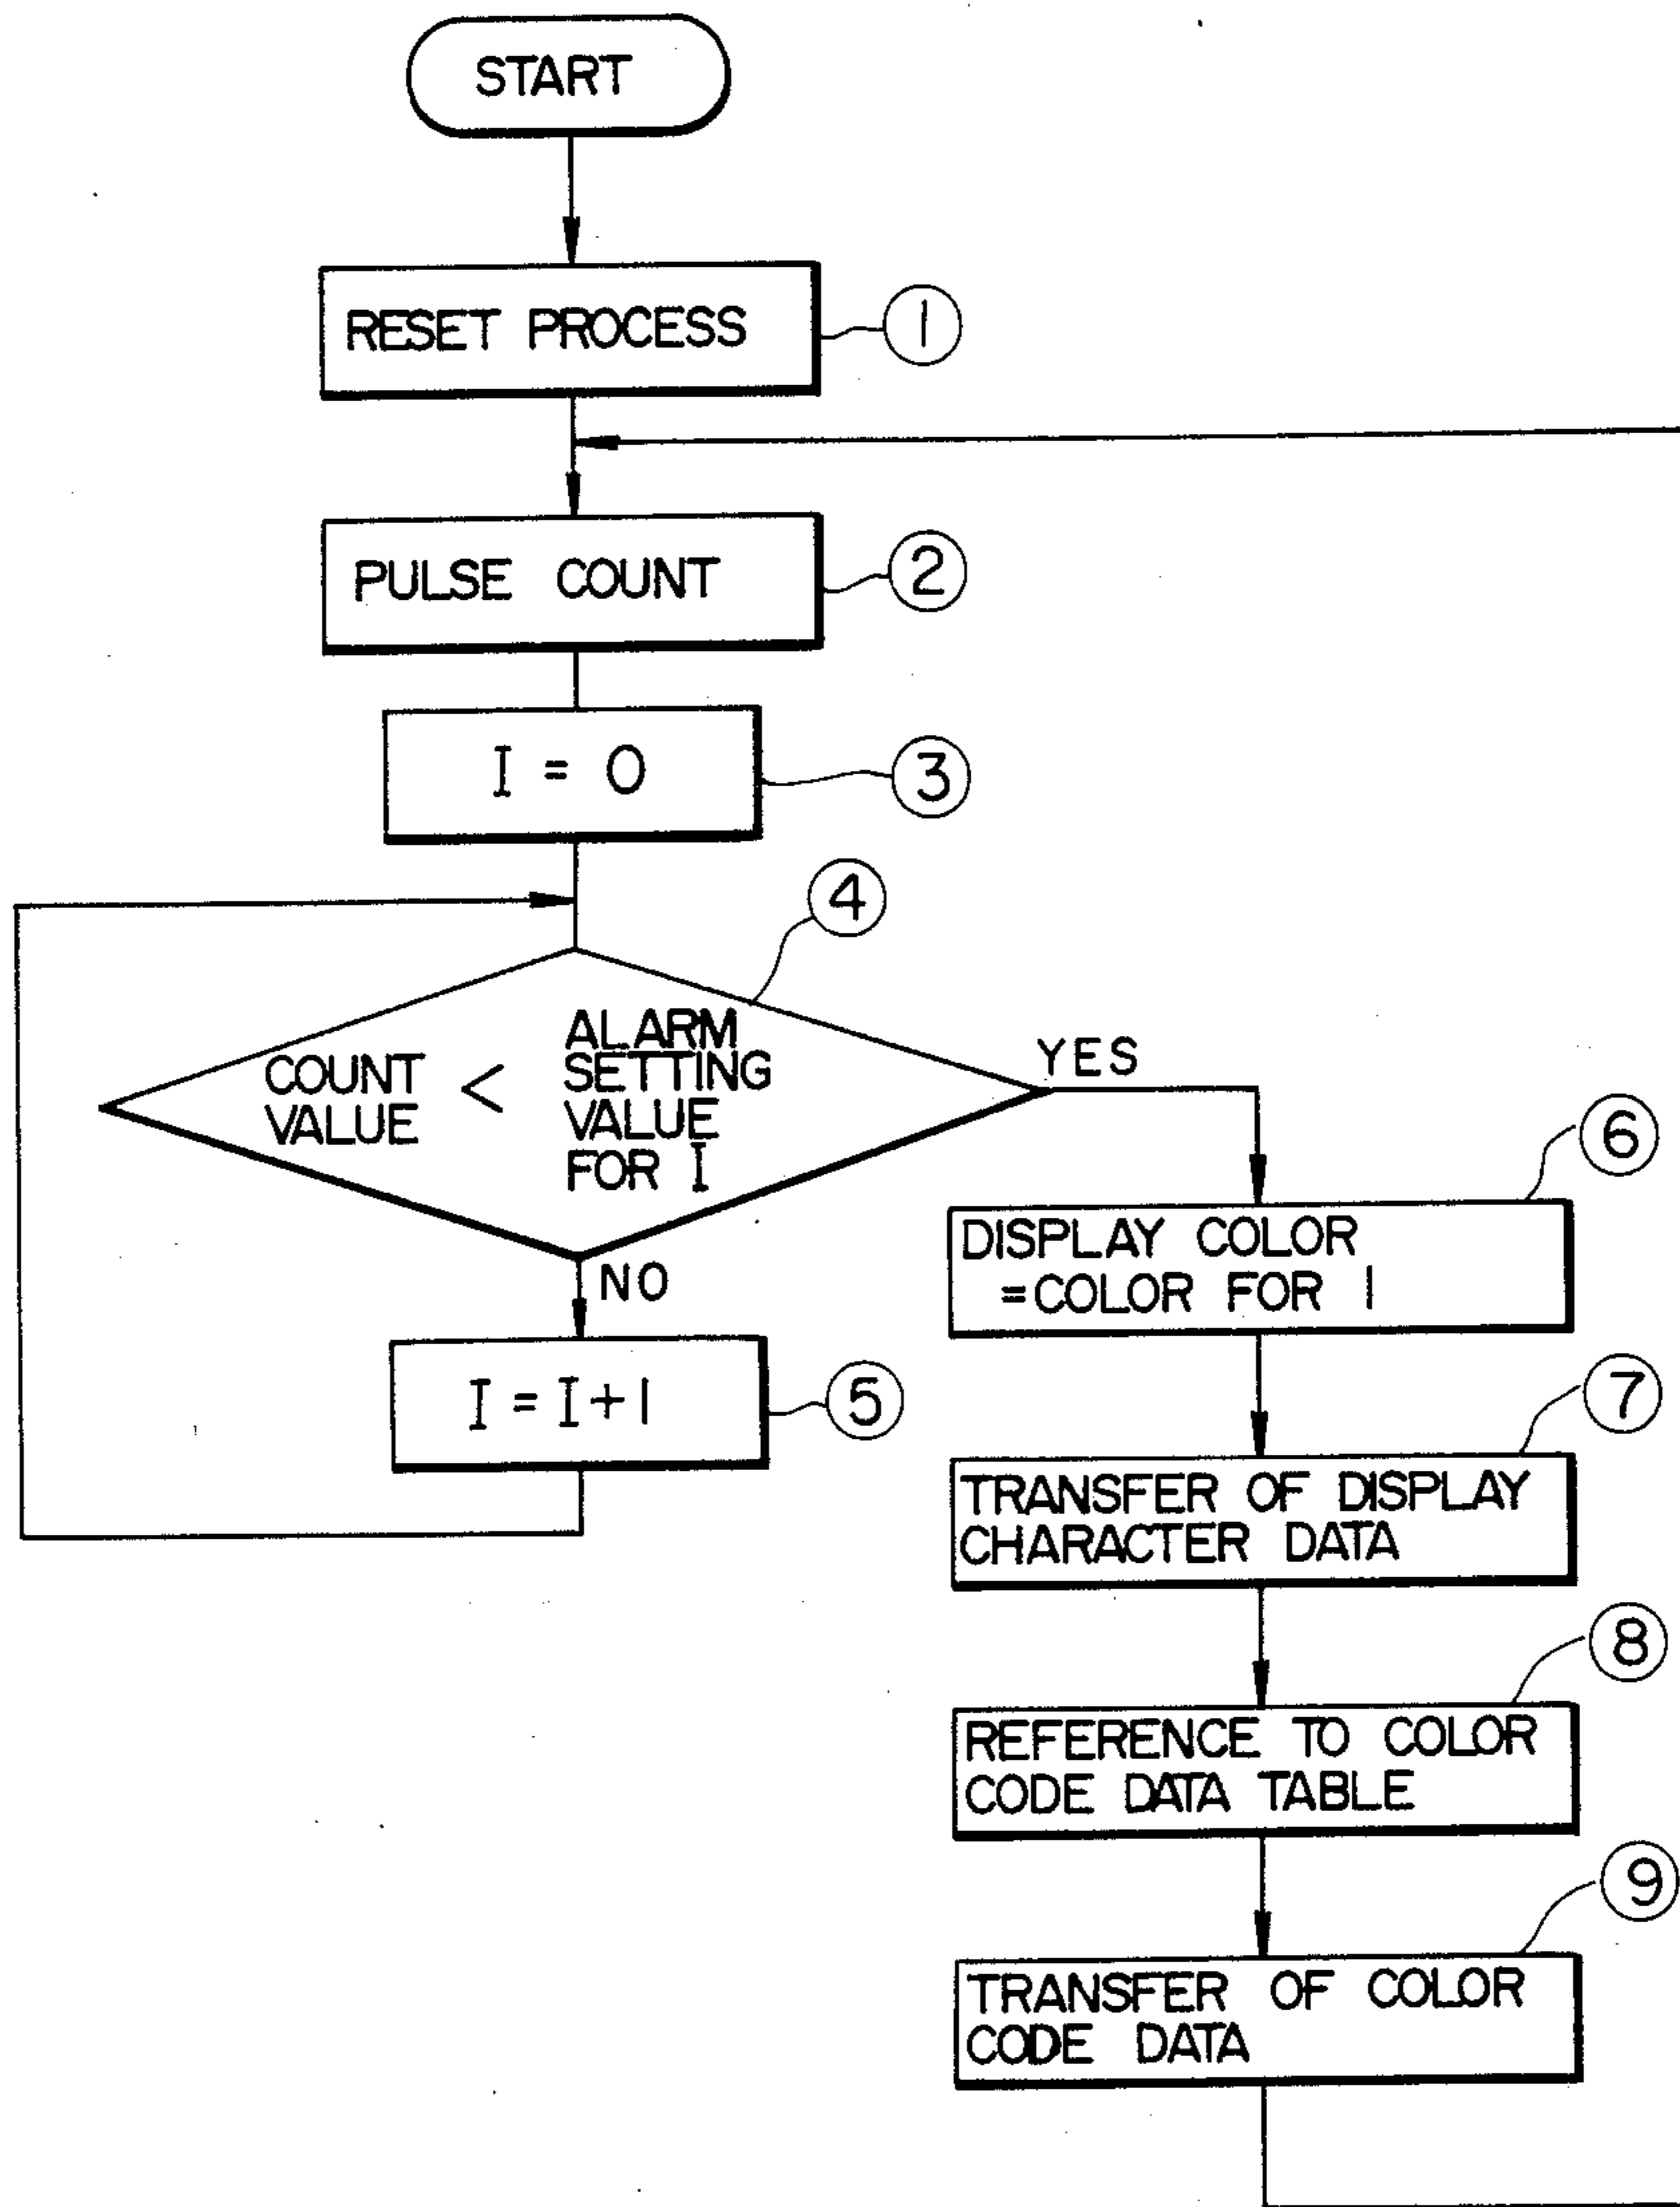 START
RESET PROCESS
①
PULSE COUNT
②
I = 0
③
④
COUNT
VALUE
<
ALARM
SETTING
VALUE
FOR I
YES
NO
I = I+1
⑤
⑥
DISPLAY COLOR
=COLOR FOR I
⑦
TRANSFER OF DISPLAY
CHARACTER DATA
⑧
REFERENCE TO COLOR
CODE DATA TABLE
⑨
TRANSFER OF COLOR
CODE DATA